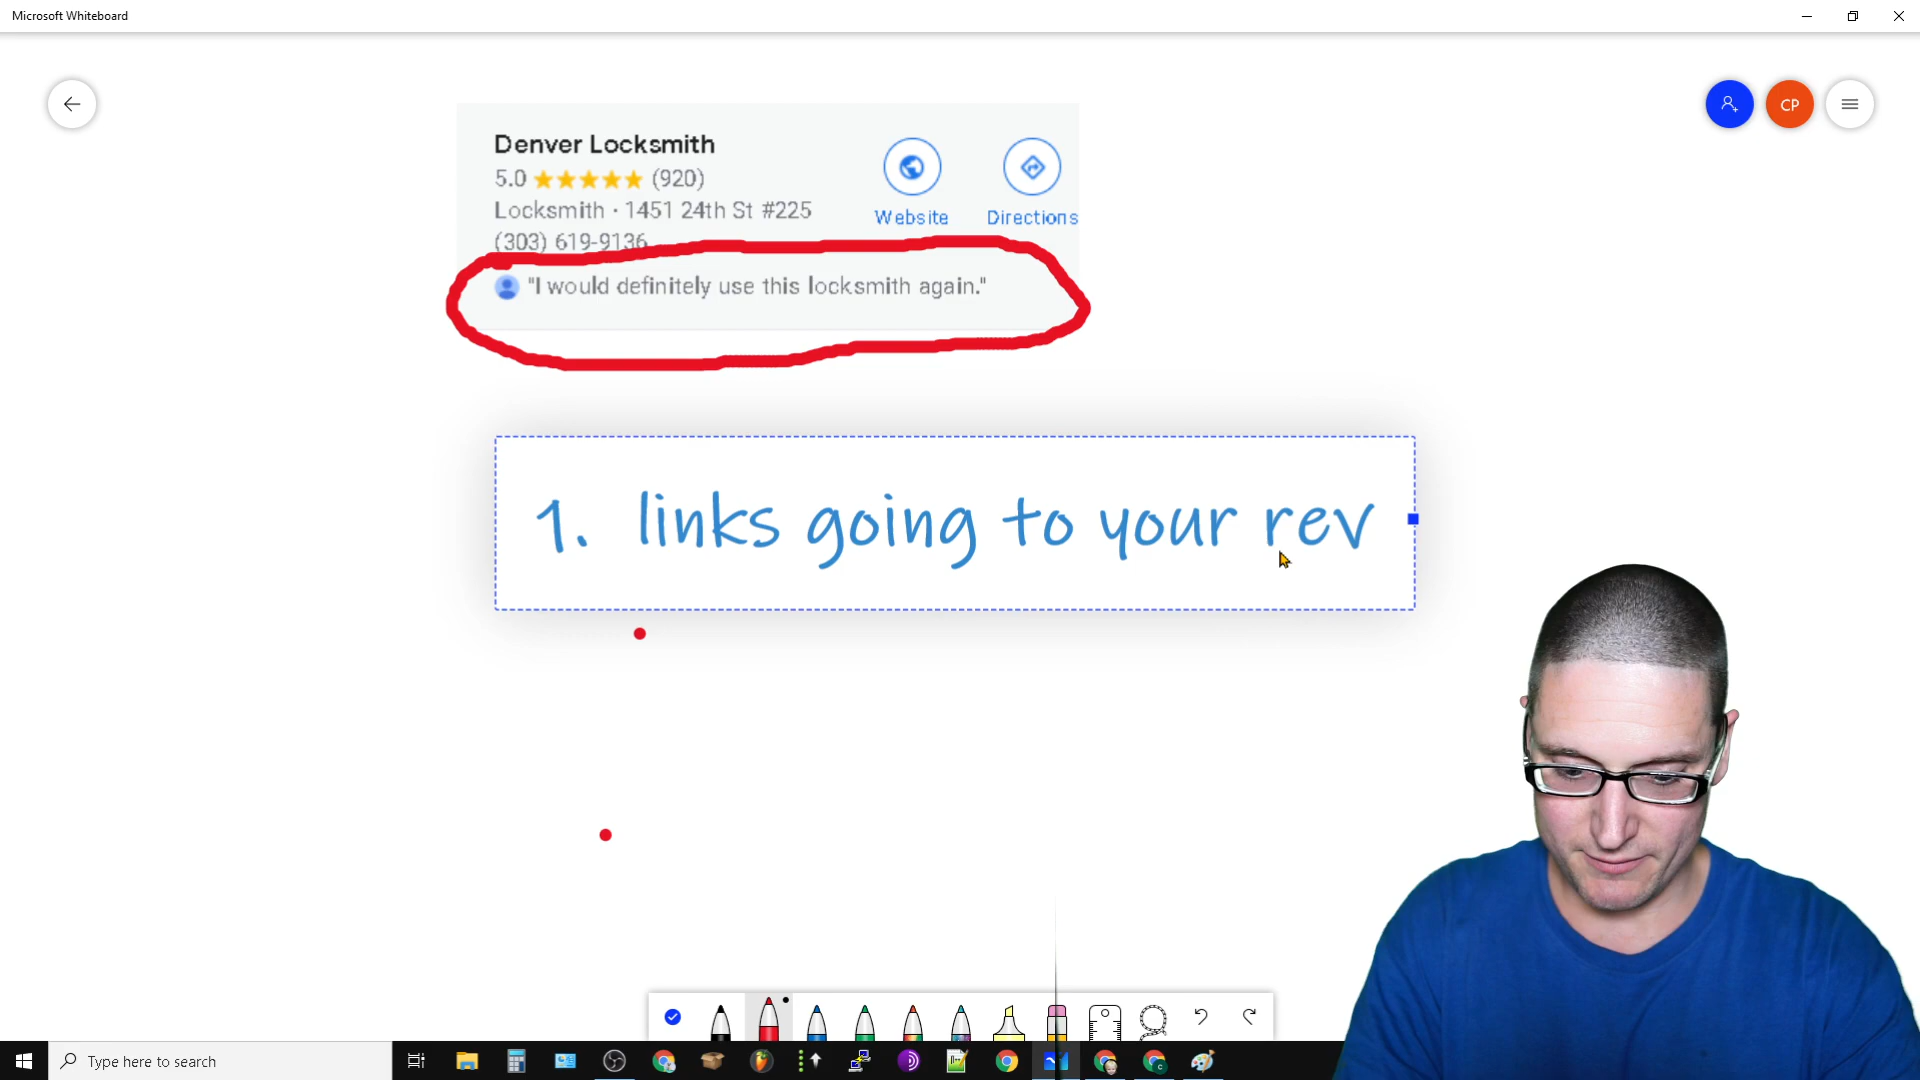 Microsoft Whiteboard
CP
Denver Locksmith
5.0 (920)
Locksmith · 1451 24th St #225
(303) 619-9136
Website
Directions
"I would definitely use this locksmith again."
1. links going to your rev
Type here to search